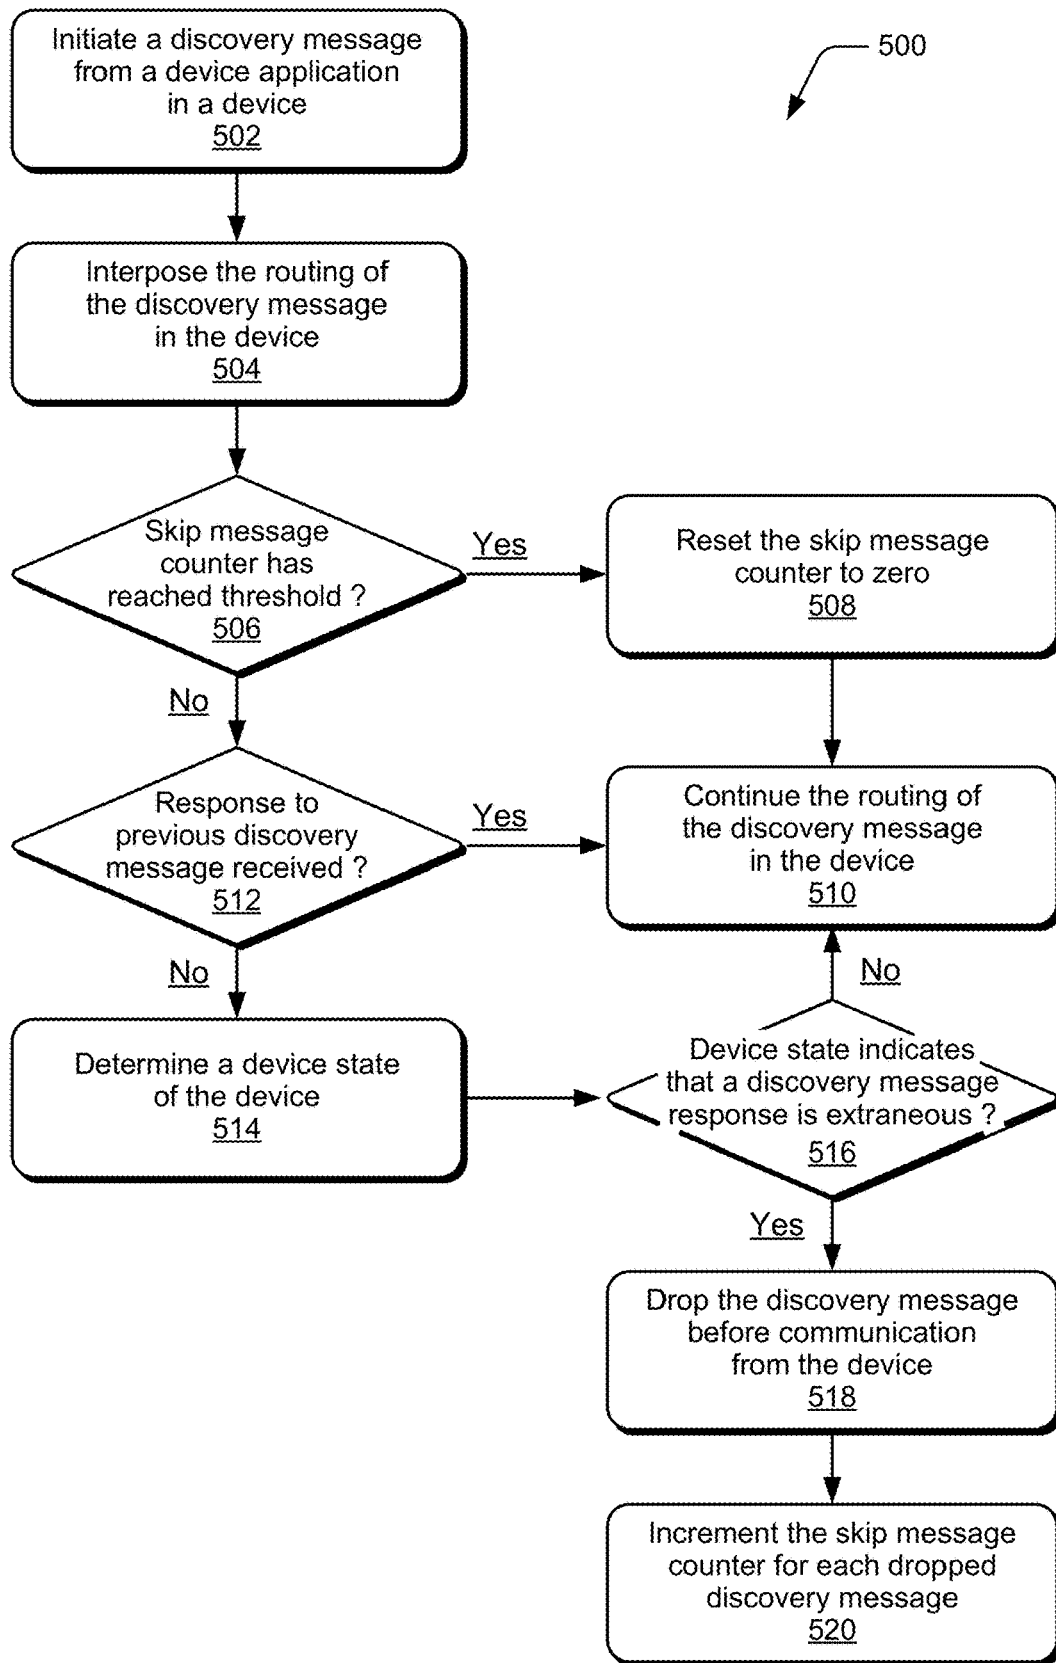 Initiate a discovery message
from a device application
in a device
502
500
Interpose the routing of
the discovery message
in the device
504
Skip message
counter has
reached threshold ?
506
Yes
Reset the skip message
counter to zero
508
No
Response to
previous discovery
message received ?
512
Yes
Continue the routing of
the discovery message
in the device
510
No
No
Determine a device state
of the device
514
Device state indicates
that a discovery message
response is extraneous ?
516
Yes
Drop the discovery message
before communication
from the device
518
Increment the skip message
counter for each dropped
discovery message
520